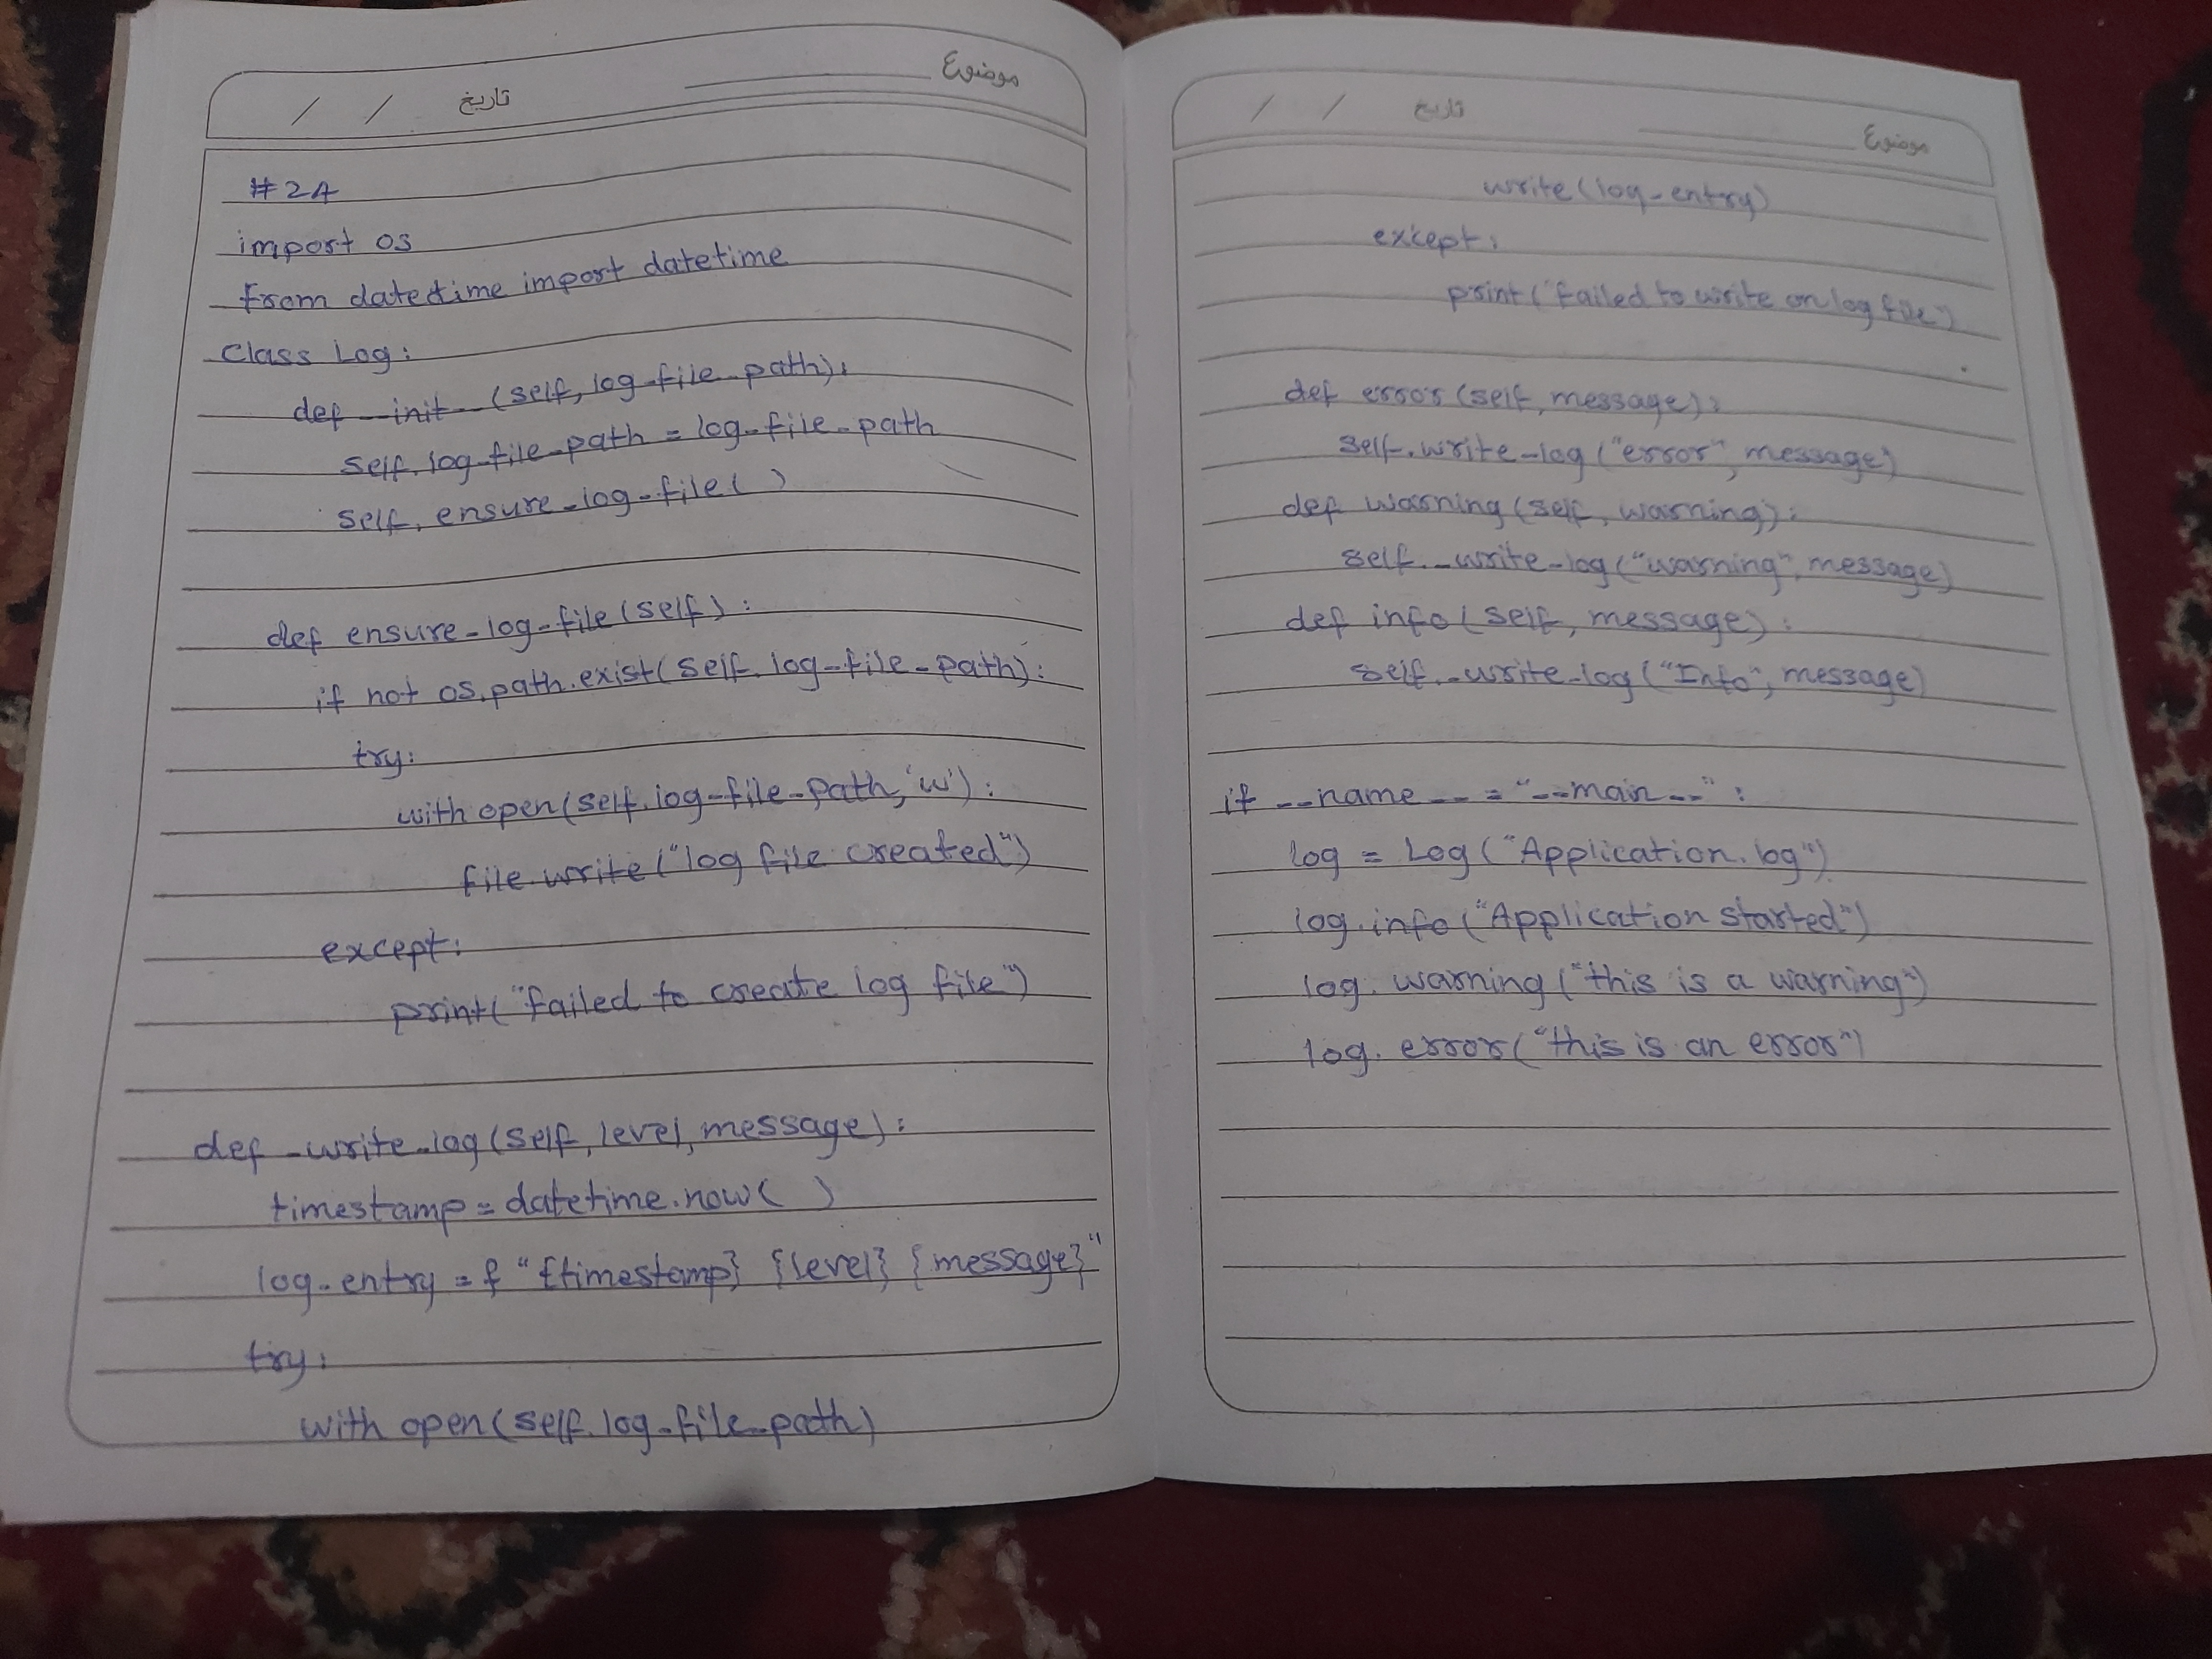 / / تاریخ
موضوع
#24
import os
from datetime import datetime
class Log:
def __init__(self, log_file_path):
self.log_file_path = log_file_path
self.ensure_log_file()
def ensure_log_file(self):
if not os.path.exist(self.log_file_path):
try:
with open(self.log_file_path, 'w'):
file.write("log file created")
except:
print("failed to create log file")
def _write_log(self, level, message):
timestamp = datetime.now( )
log.entry = f "{timestamp} {level} {message}"
try:
with open(self.log_file_path)
/ / تاریخ
موضوع
write(log_entry)
except:
print("failed to write on log file")
def error(self, message):
self.write_log("error", message)
def warning(self, warning):
self._write_log("warning", message)
def info(self, message):
self._write_log("Info", message)
if __name__ = "__main__":
log = Log("Application.log")
log.info("Application started")
log.warning("this is a warning")
log.error("this is an error")